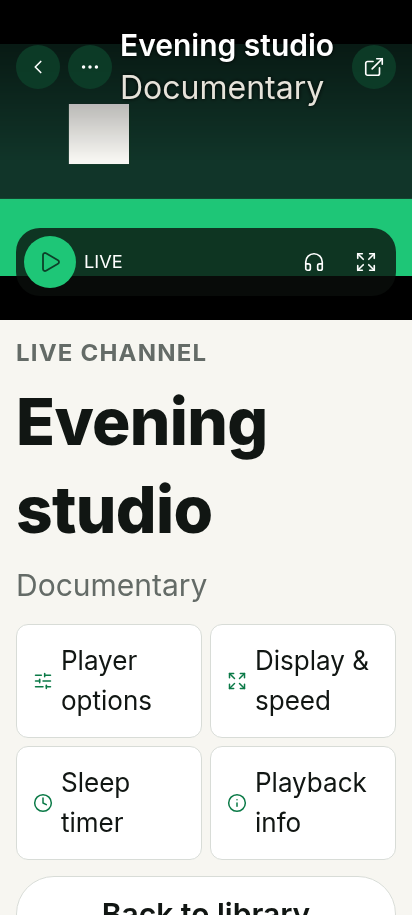 Evening studio
Documentary
LIVE
LIVE CHANNEL
Evening
studio
Documentary
Player
options
Display &
speed
Sleep
timer
Playback
info
Back to library